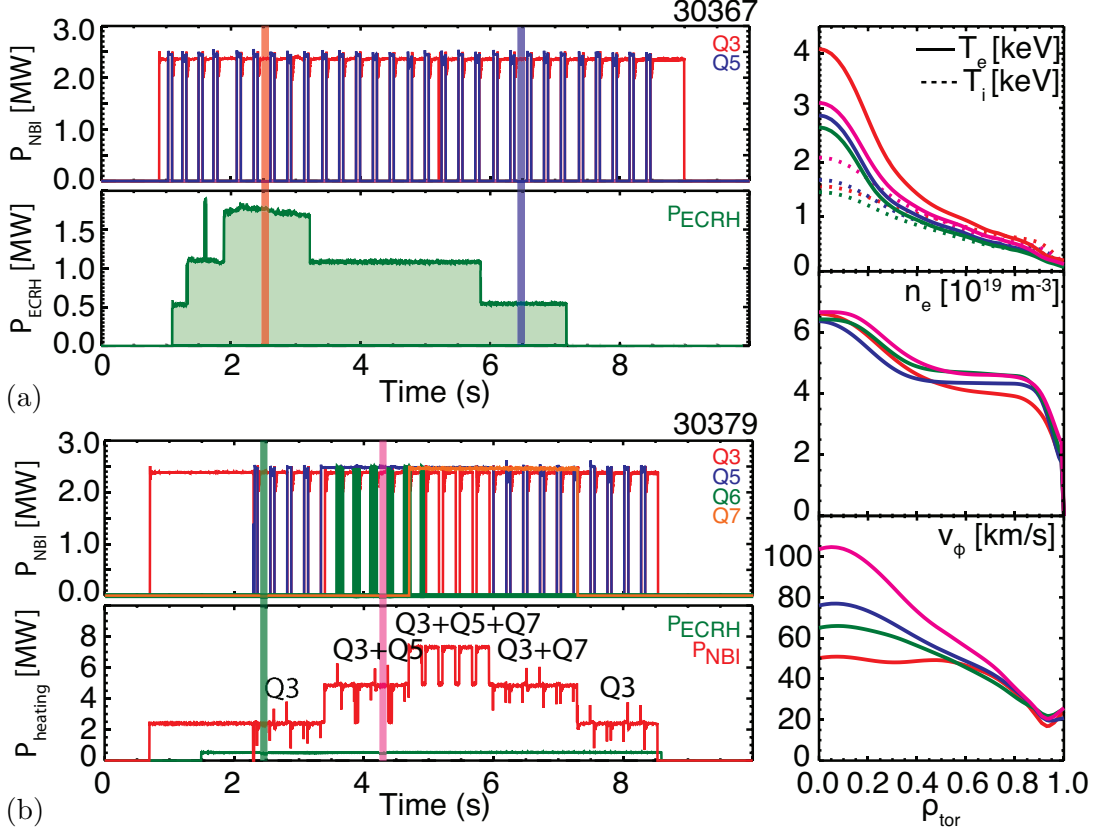 30367
3.0
2.0
1.0
0.0
P_NBI [MW]
Q3
Q5
1.5
1.0
0.5
0.0
P_ECRH [MW]
P_ECRH
0 2 4 6 8
Time (s)
(a)
30379
3.0
2.0
1.0
0.0
P_NBI [MW]
Q3
Q5
Q6
Q7
8
6
4
2
0
P_heating [MW]
P_ECRH
P_NBI
Q3+Q5+Q7
Q3+Q5
Q3+Q7
Q3
Q3
0 2 4 6 8
Time (s)
(b)
4
3
2
1
0
T_e [keV]
T_i [keV]
6
4
2
0
n_e [10^19 m^-3]
100
80
60
40
20
v_ϕ [km/s]
0.0 0.2 0.4 0.6 0.8 1.0
ρ_tor